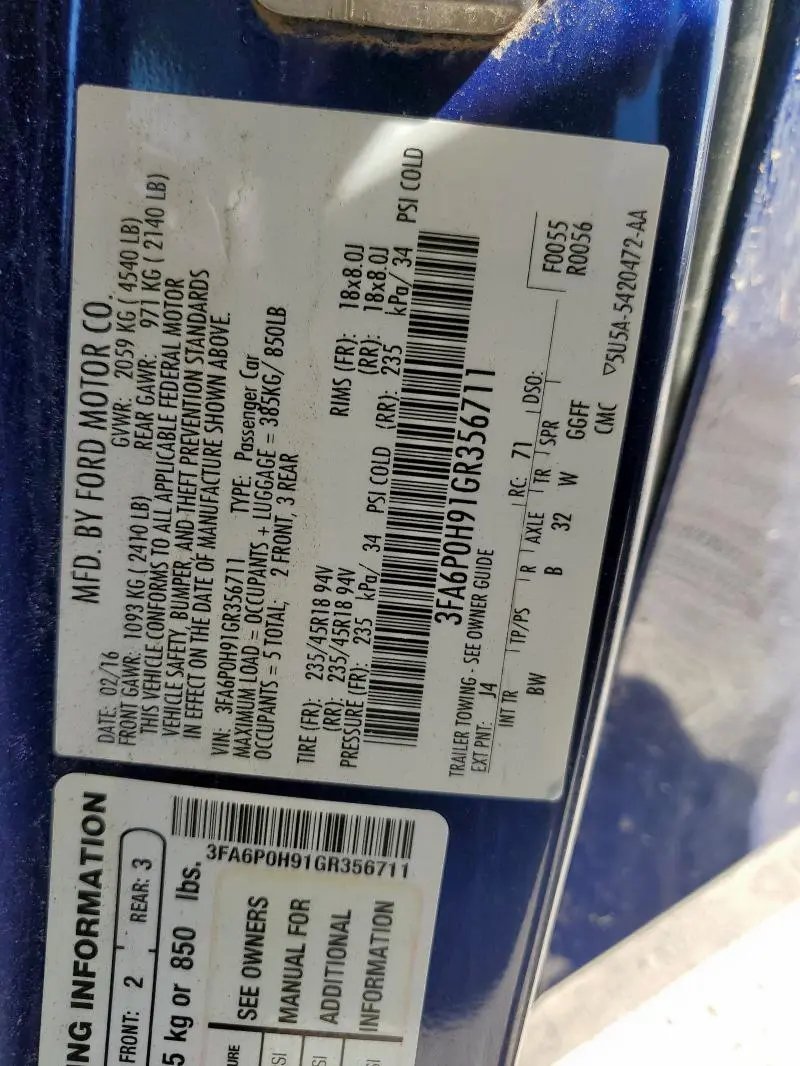 MFD. BY FORD MOTOR CO.
DATE: 02/16 GVWR: 2059 KG ( 4540 LB)
FRONT GAWR: 1093 KG ( 2410 LB) REAR GAWR: 971 KG ( 2140 LB)
THIS VEHICLE CONFORMS TO ALL APPLICABLE FEDERAL MOTOR
VEHICLE SAFETY, BUMPER, AND THEFT PREVENTION STANDARDS
IN EFFECT ON THE DATE OF MANUFACTURE SHOWN ABOVE.
VIN: 3FA6P0H91GR356711 TYPE: Passenger Car
MAXIMUM LOAD = OCCUPANTS + LUGGAGE = 385KG/ 850LB
OCCUPANTS = 5 TOTAL, 2 FRONT, 3 REAR
TIRE (FR): 235/45R18 94V RIMS (FR): 18x8.0J
(RR): 235/45R18 94V (RR): 18x8.0J
PRESSURE (FR): 235 kPa/ 34 PSI COLD (RR): 235 kPa/ 34 PSI COLD
3FA6P0H91GR356711
TRAILER TOWING - SEE OWNER GUIDE
EXT PNT: J4 RC: 71 DSO:
F0055
R0056
INT TR TP/PS R AXLE TR SPR
BW B 32 W GGFF
CMC ▽5U5A-5420472-AA
NG INFORMATION
FRONT: 2 REAR: 3
5 kg or 850 lbs.
3FA6P0H91GR356711
URE
SEE OWNERS
MANUAL FOR
ADDITIONAL
INFORMATION
SI
SI
SI